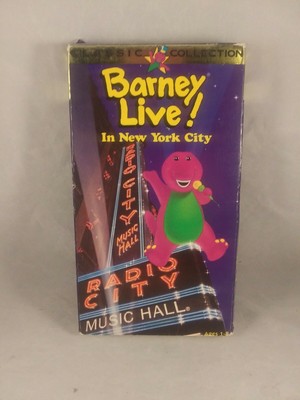 CLASSIC COLLECTION
Barney
Live!
In New York City
RADIO CITY
MUSIC
HALL
RADIO
CITY
MUSIC HALL®